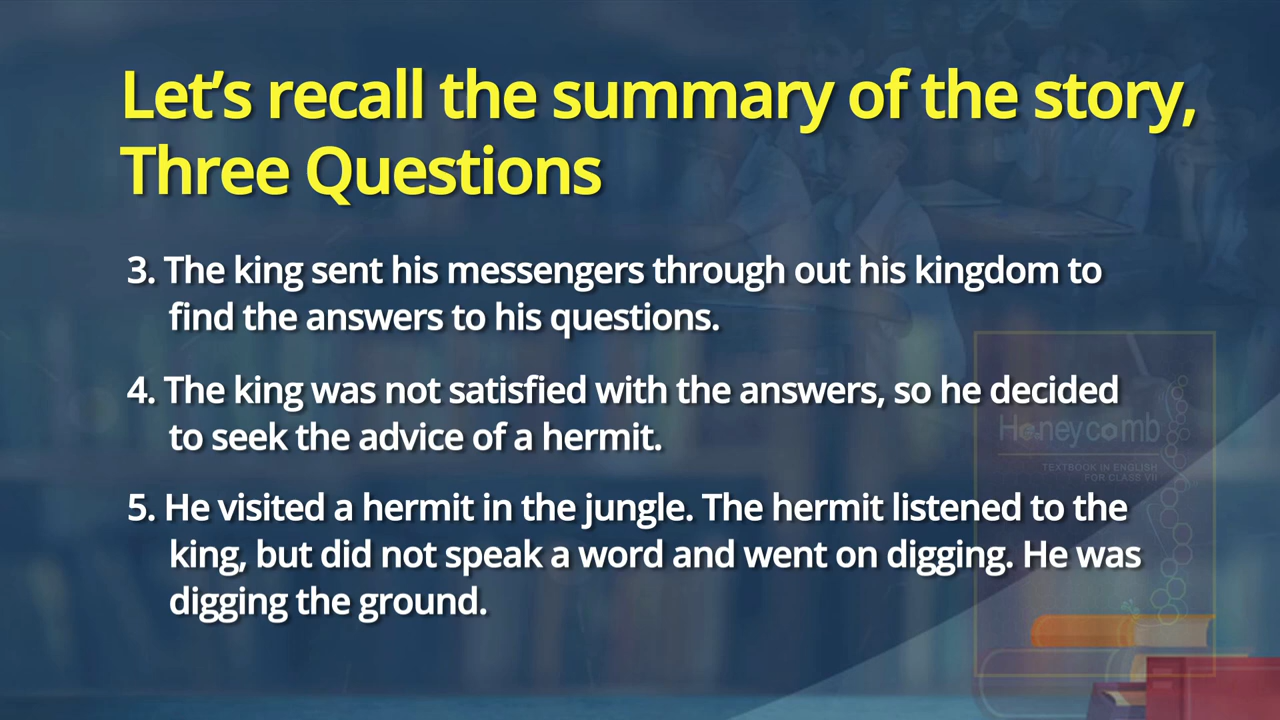 Let’s recall the summary of the story,
Three Questions
3. The king sent his messengers through out his kingdom to
find the answers to his questions.
4. The king was not satisfied with the answers, so he decided
to seek the advice of a hermit.
5. He visited a hermit in the jungle. The hermit listened to the
king, but did not speak a word and went on digging. He was
digging the ground.
Honeycomb
TEXTBOOK IN ENGLISH
FOR CLASS VII